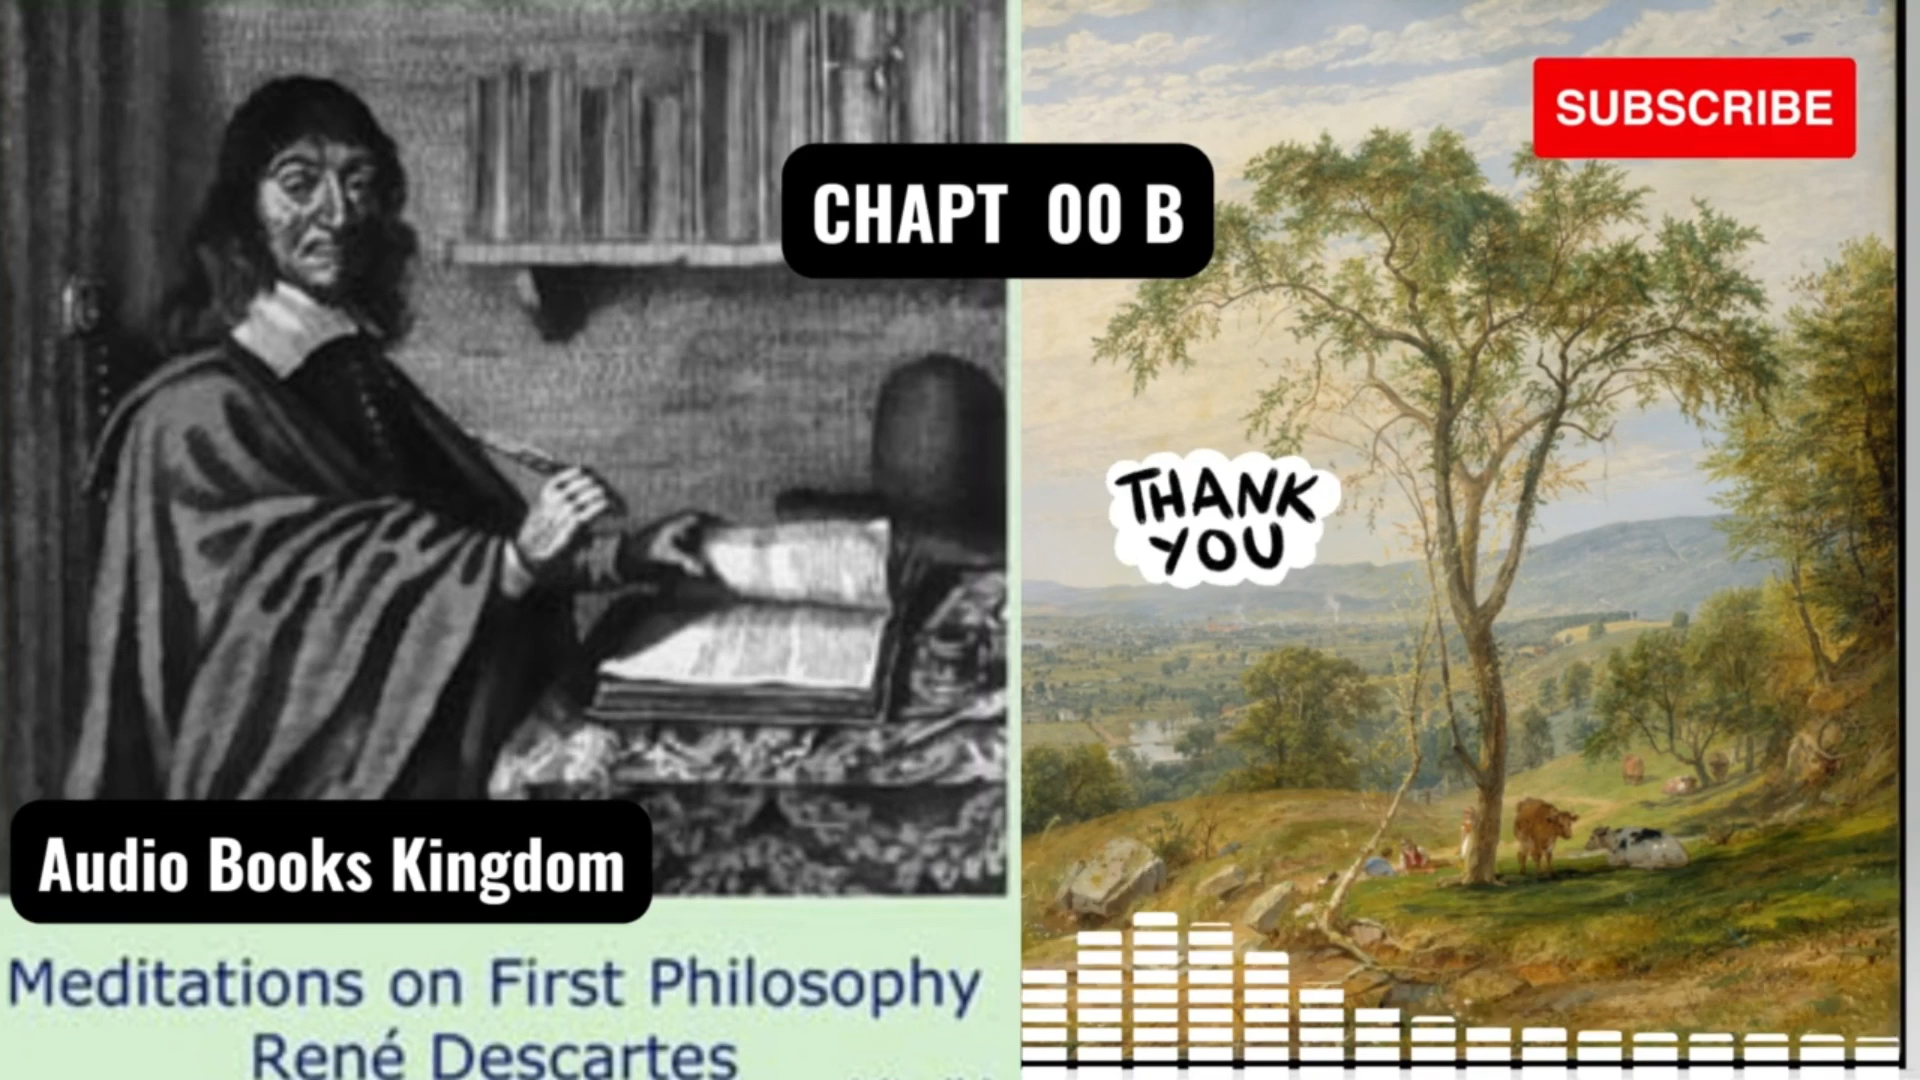 SUBSCRIBE
CHAPT 00 B
THANK
YOU
Audio Books Kingdom
Meditations on First Philosophy
René Descartes